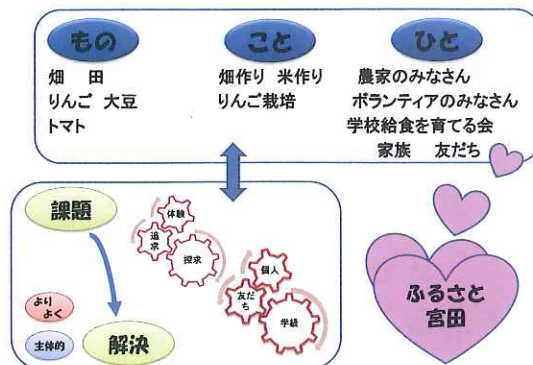 もの
畑 田
りんご 大豆
トマト
こと
畑作り 米作り
りんご栽培
ひと
農家のみなさん
ボランティアのみなさん
学校給食を育てる会
家族 友だち
課題
より
よく
主体的
解決
体験
追求
探求
個人
友だ
ち
学級
ふるさと
宮田